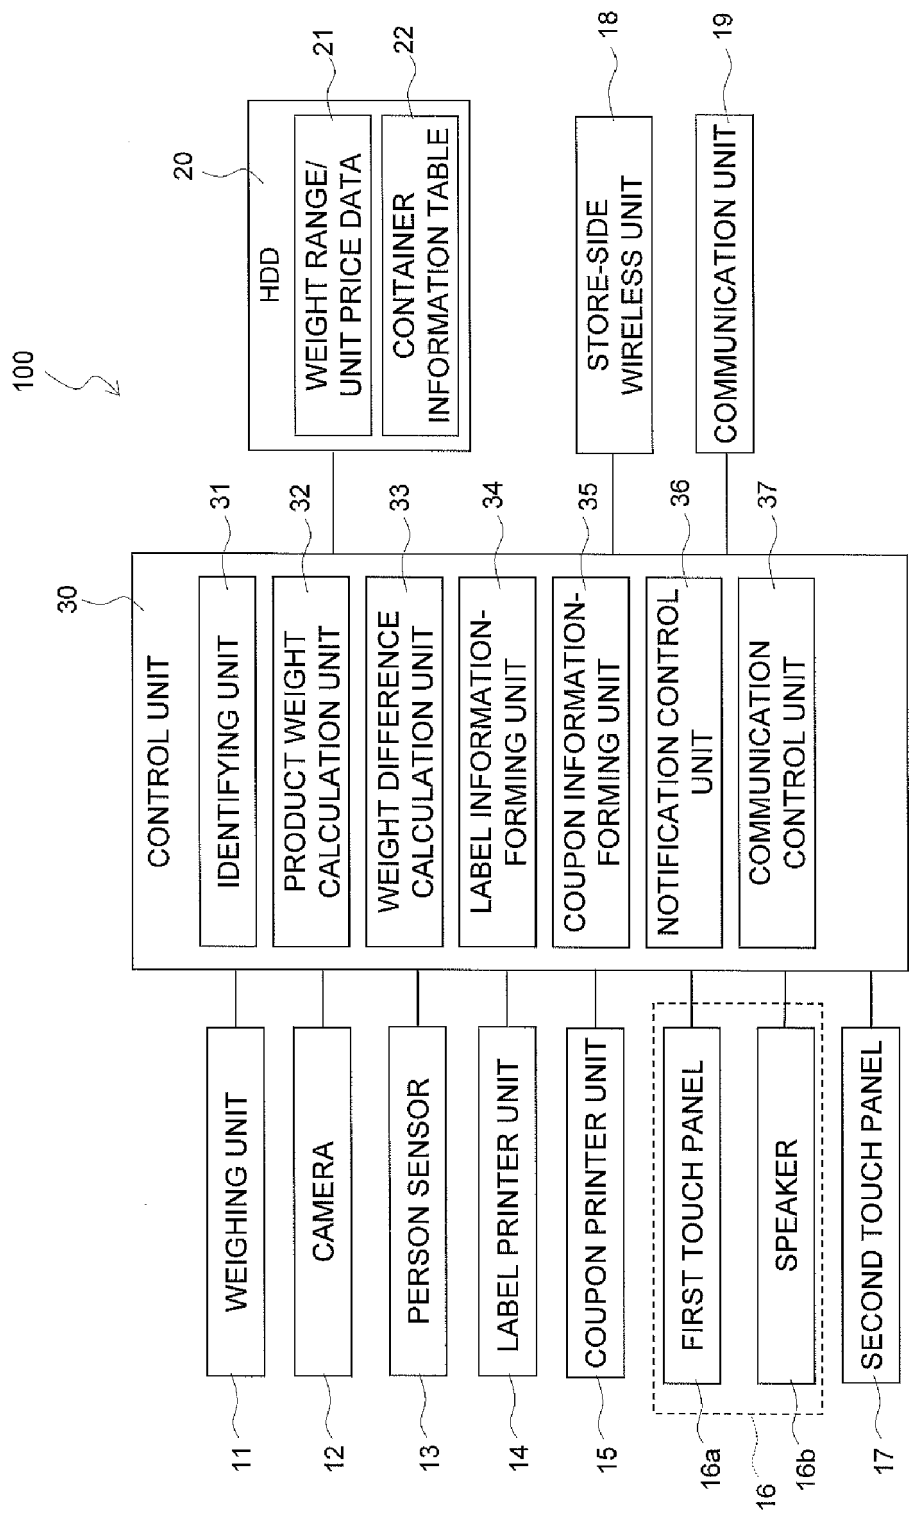 100
11
WEIGHING UNIT
12
CAMERA
13
PERSON SENSOR
14
LABEL PRINTER UNIT
15
COUPON PRINTER UNIT
16
16a
FIRST TOUCH PANEL
16b
SPEAKER
17
SECOND TOUCH PANEL
30
CONTROL UNIT
31
IDENTIFYING UNIT
32
PRODUCT WEIGHT
CALCULATION UNIT
33
WEIGHT DIFFERENCE
CALCULATION UNIT
34
LABEL INFORMATION-
FORMING UNIT
35
COUPON INFORMATION-
FORMING UNIT
36
NOTIFICATION CONTROL
UNIT
37
COMMUNICATION
CONTROL UNIT
20
HDD
21
WEIGHT RANGE/
UNIT PRICE DATA
22
CONTAINER
INFORMATION TABLE
18
STORE-SIDE
WIRELESS UNIT
19
COMMUNICATION UNIT